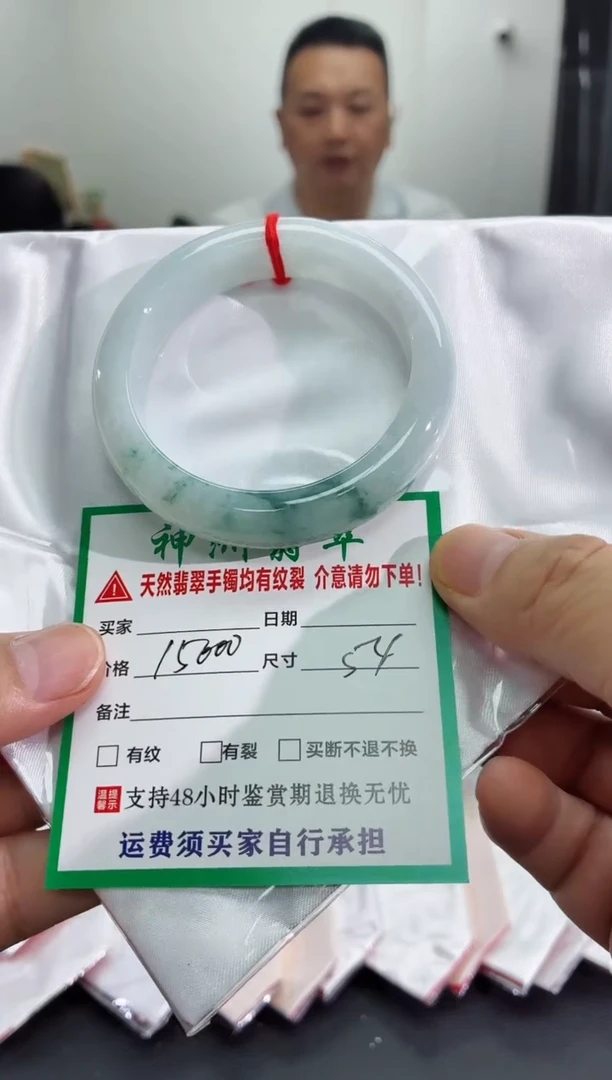 神州翡翠
天然翡翠手镯均有纹裂 介意请勿下单!
买家 日期
价格 15000 尺寸 54
备注
有纹 有裂 买断不退不换
温馨提示 支持48小时鉴赏期退换无忧
运费须买家自行承担